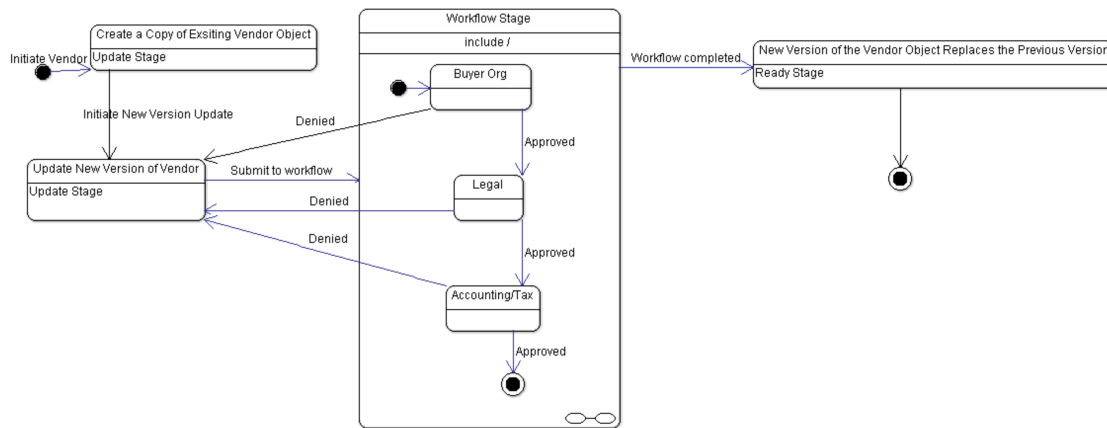 Workflow Stage
include /
Create a Copy of Exsiting Vendor Object
Update Stage
Initiate Vendor
Initiate New Version Update
Update New Version of Vendor
Update Stage
Submit to workflow
Denied
Denied
Denied
Buyer Org
Approved
Legal
Approved
Accounting/Tax
Approved
Workflow completed
New Version of the Vendor Object Replaces the Previous Version
Ready Stage